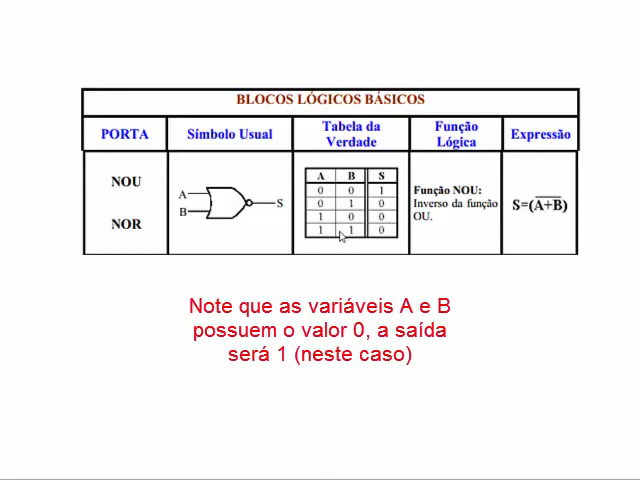 BLOCOS LÓGICOS BÁSICOS
PORTA Símbolo Usual Tabela da Verdade Função Lógica Expressão
NOU
NOR
A
B
S
A B S
0 0 1
0 1 0
1 0 0
1 1 0
Função NOU:
Inverso da função
OU.
S=(A+B)
Note que as variáveis A e B
possuem o valor 0, a saída
será 1 (neste caso)